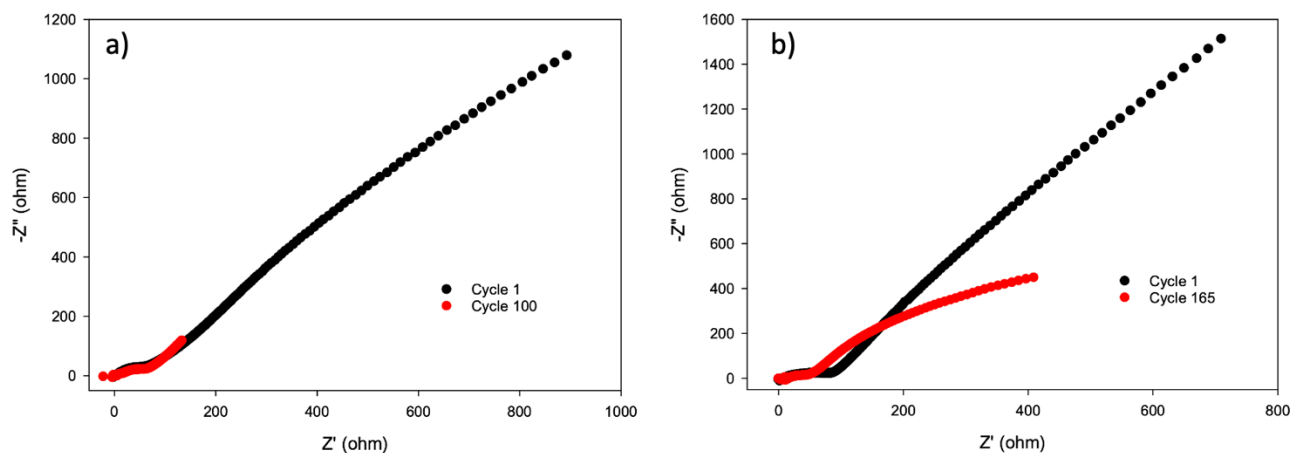 a)
1200
1000
800
600
400
200
0
-Z" (ohm)
0 200 400 600 800 1000
Z' (ohm)
Cycle 1
Cycle 100
b)
1600
1400
1200
1000
800
600
400
200
0
-Z" (ohm)
0 200 400 600 800
Z' (ohm)
Cycle 1
Cycle 165